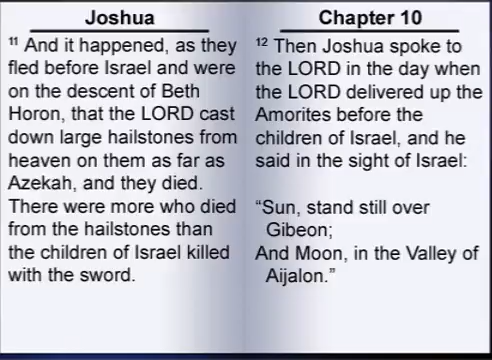 Joshua
¹¹ And it happened, as they
fled before Israel and were
on the descent of Beth
Horon, that the LORD cast
down large hailstones from
heaven on them as far as
Azekah, and they died.
There were more who died
from the hailstones than
the children of Israel killed
with the sword.
Chapter 10
¹² Then Joshua spoke to
the LORD in the day when
the LORD delivered up the
Amorites before the
children of Israel, and he
said in the sight of Israel:
“Sun, stand still over
Gibeon;
And Moon, in the Valley of
Aijalon.”